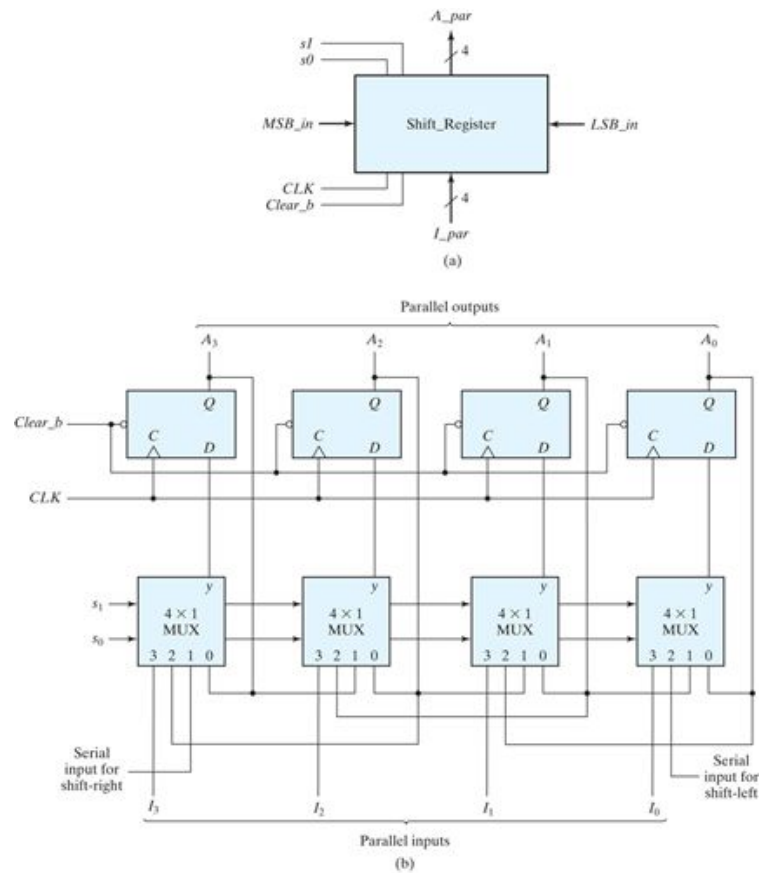 A_par
s1
4
s0
MSB_in
Shift_Register
LSB_in
CLK
Clear_b
4
I_par
(a)
Parallel outputs
A3 A2 A1 A0
Q Q Q Q
Clear_b
C D C D C D C D
CLK
y y y y
s1
4 × 1 4 × 1 4 × 1 4 × 1
MUX MUX MUX MUX
s0
3 2 1 0 3 2 1 0 3 2 1 0 3 2 1 0
Serial
input for
shift-right
Serial
input for
shift-left
I3 I2 I1 I0
Parallel inputs
(b)